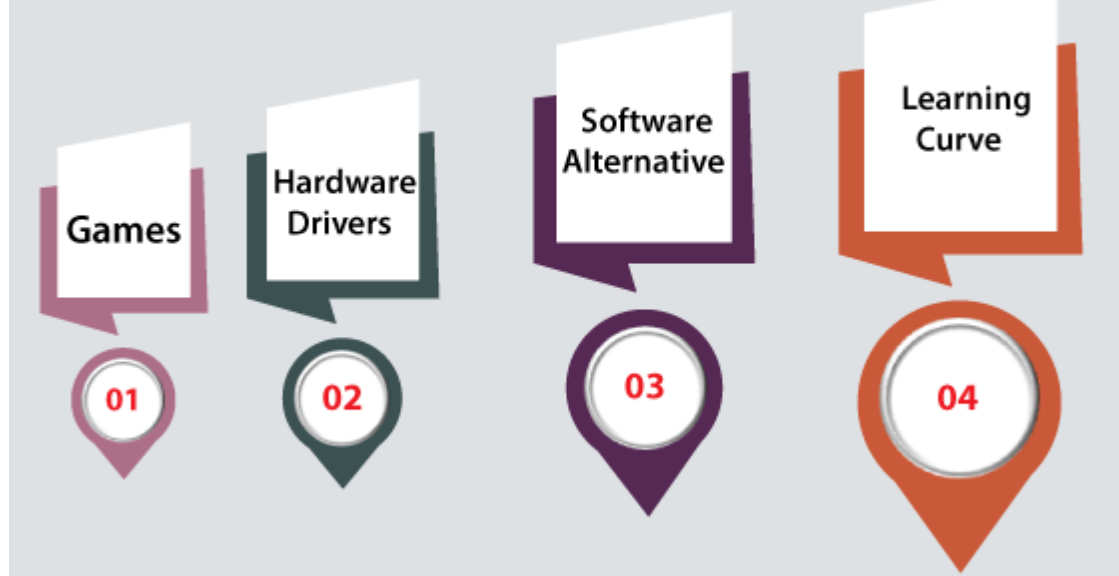 Games
Hardware
Drivers
Software
Alternative
Learning
Curve
01
02
03
04